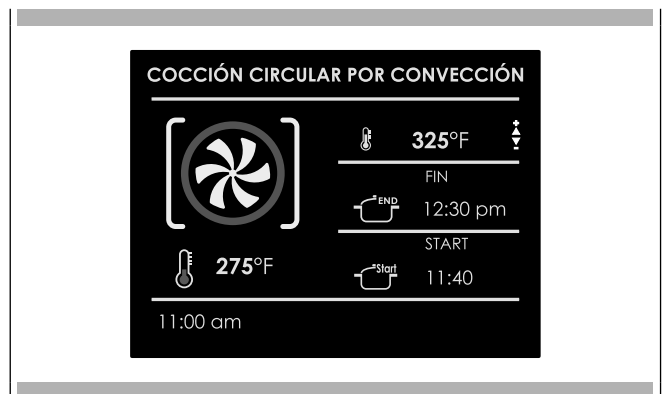 COCCIÓN CIRCULAR POR CONVECCIÓN
325°F
FIN
END
12:30 pm
275°F
START
Start
11:40
11:00 am